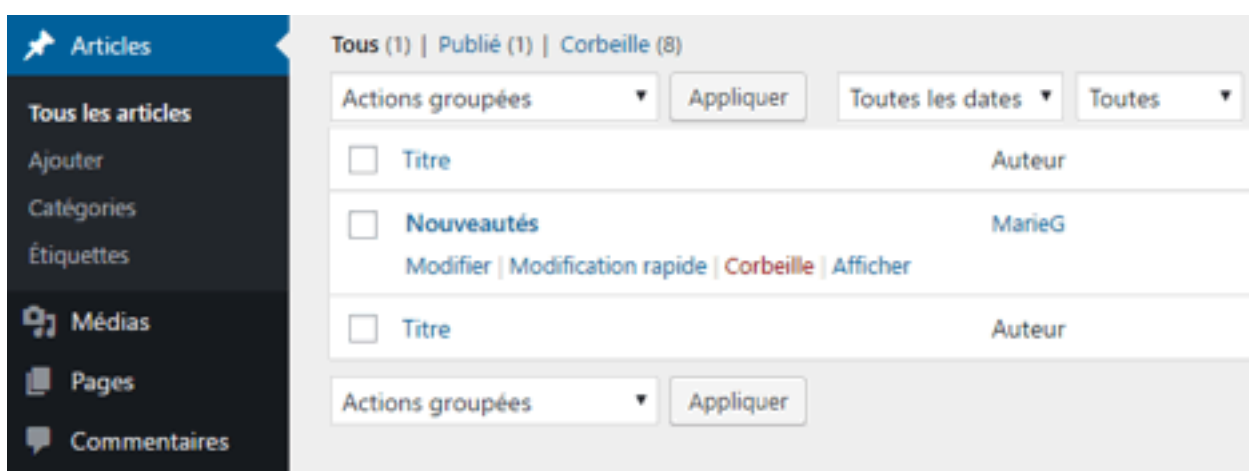 Articles
Tous les articles
Ajouter
Catégories
Étiquettes
Médias
Pages
Commentaires
Tous (1) | Publié (1) | Corbeille (8)
Actions groupées Appliquer Toutes les dates Toutes
Titre Auteur
Nouveautés MarieG
Modifier | Modification rapide | Corbeille | Afficher
Titre Auteur
Actions groupées Appliquer